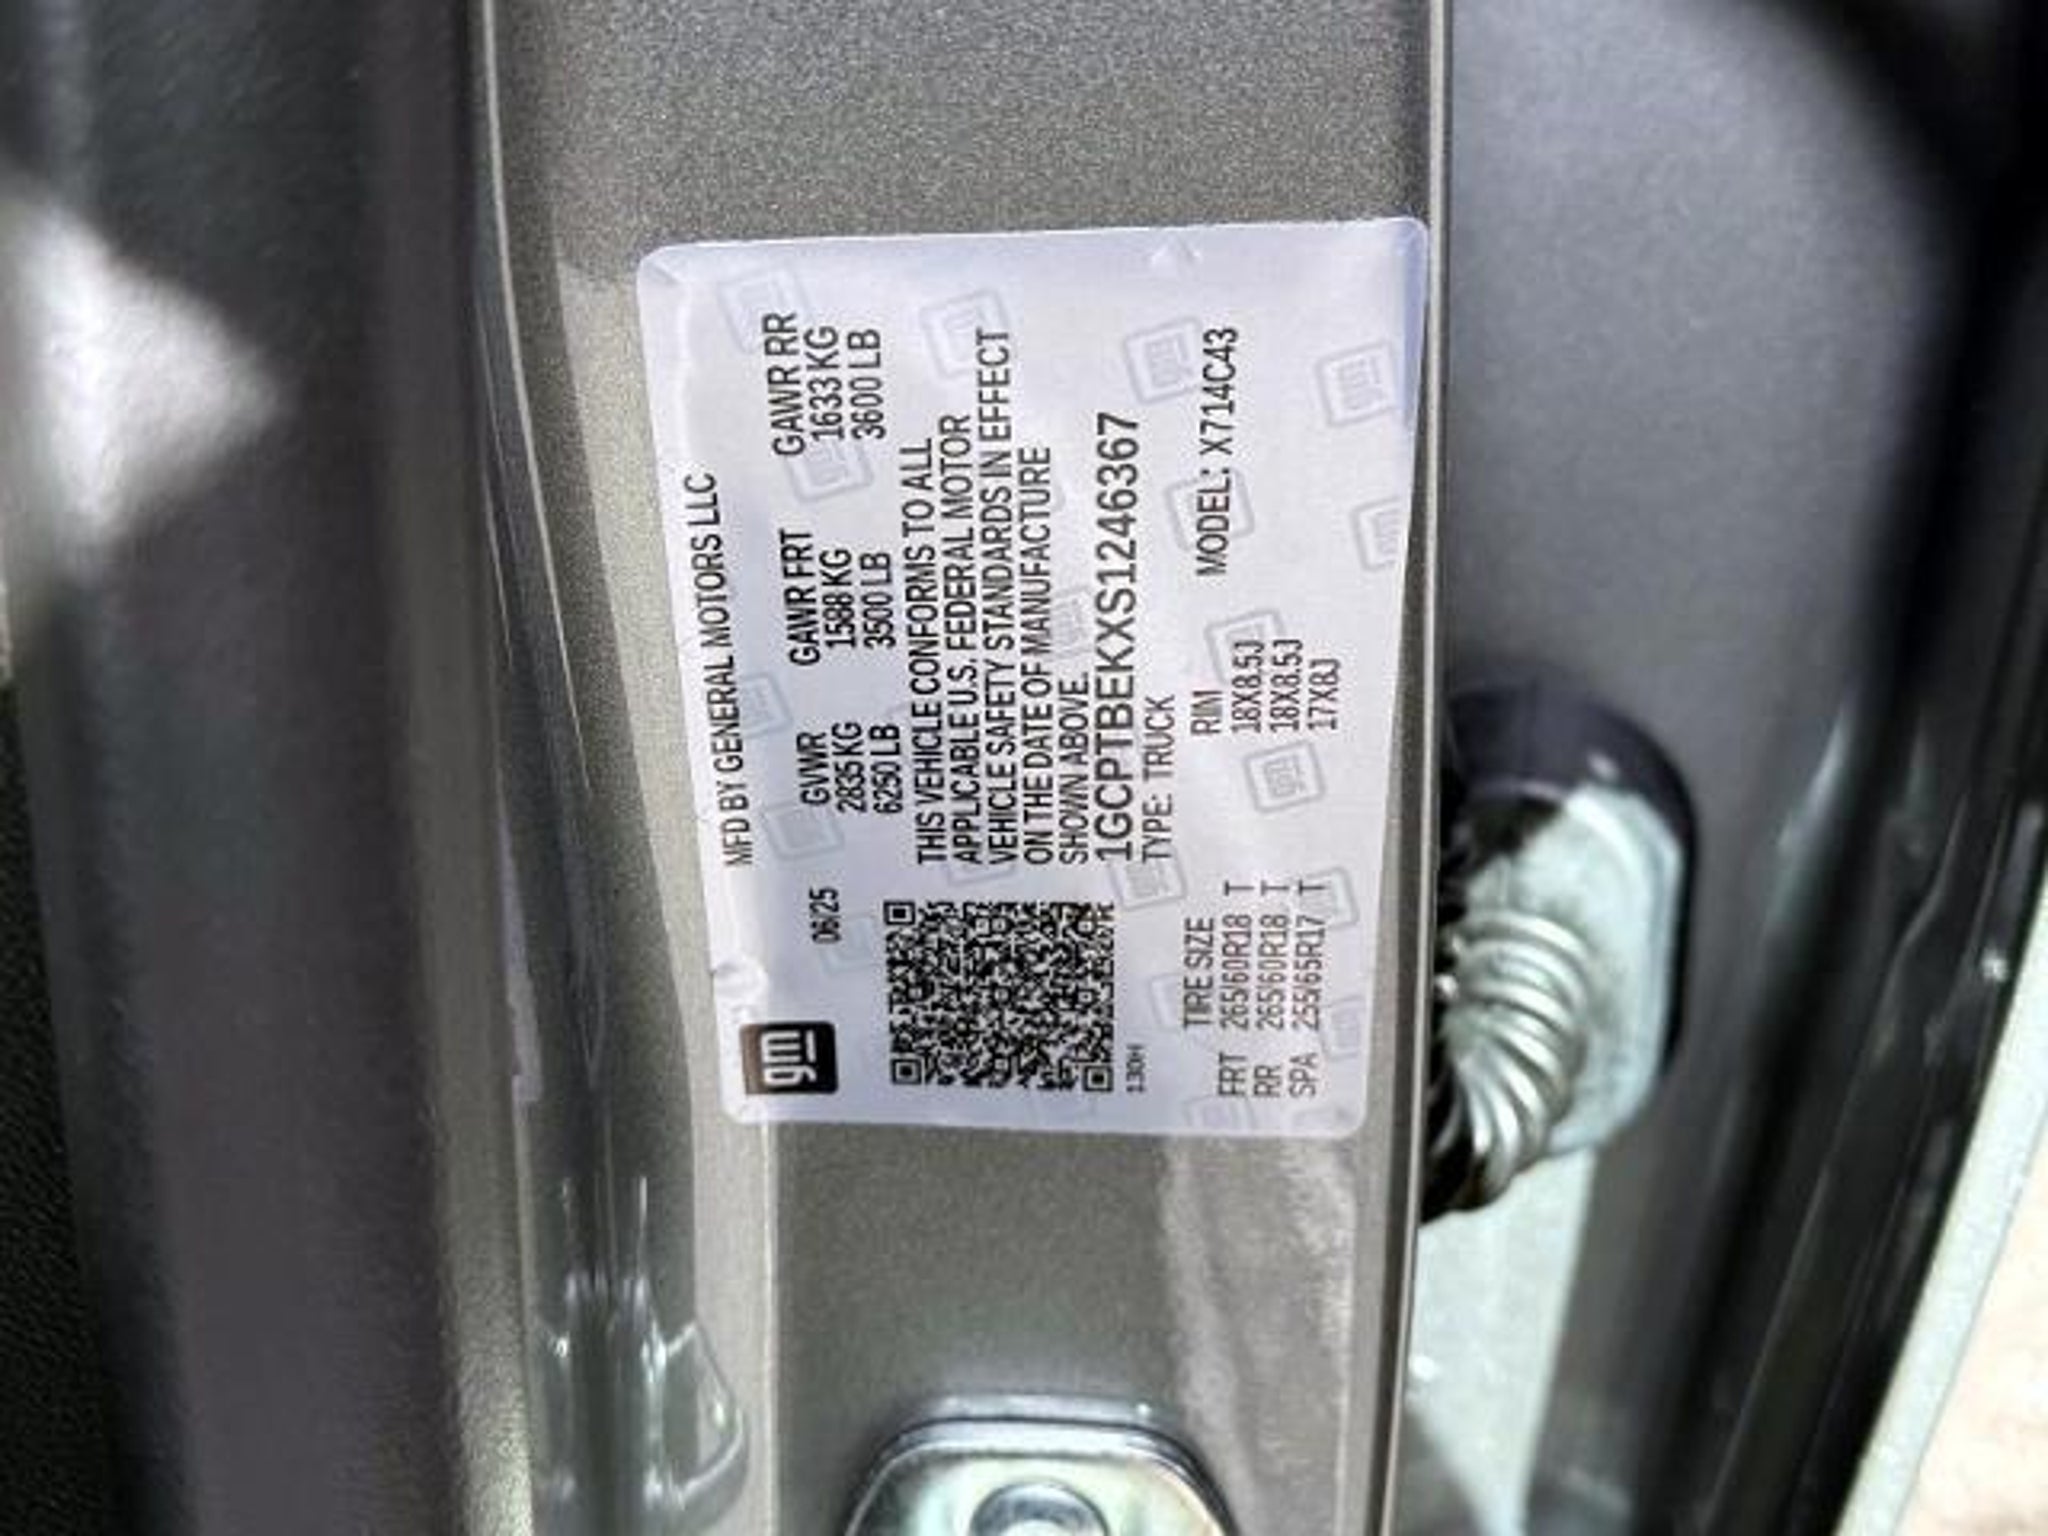 gm
MFD BY GENERAL MOTORS LLC
06/25
GVWR GAWR FRT GAWR RR
2835 KG 1588 KG 1633 KG
6250 LB 3500 LB 3600 LB
THIS VEHICLE CONFORMS TO ALL
APPLICABLE U.S. FEDERAL MOTOR
VEHICLE SAFETY STANDARDS IN EFFECT
ON THE DATE OF MANUFACTURE
SHOWN ABOVE.
1GCPTBEKXS1246367
130H
TYPE: TRUCK
MODEL: X714C43
TIRE SIZE RIM
FRT 265/60R18 T 18X8.5J
RR 265/60R18 T 18X8.5J
SPA 255/65R17 T 17X8J